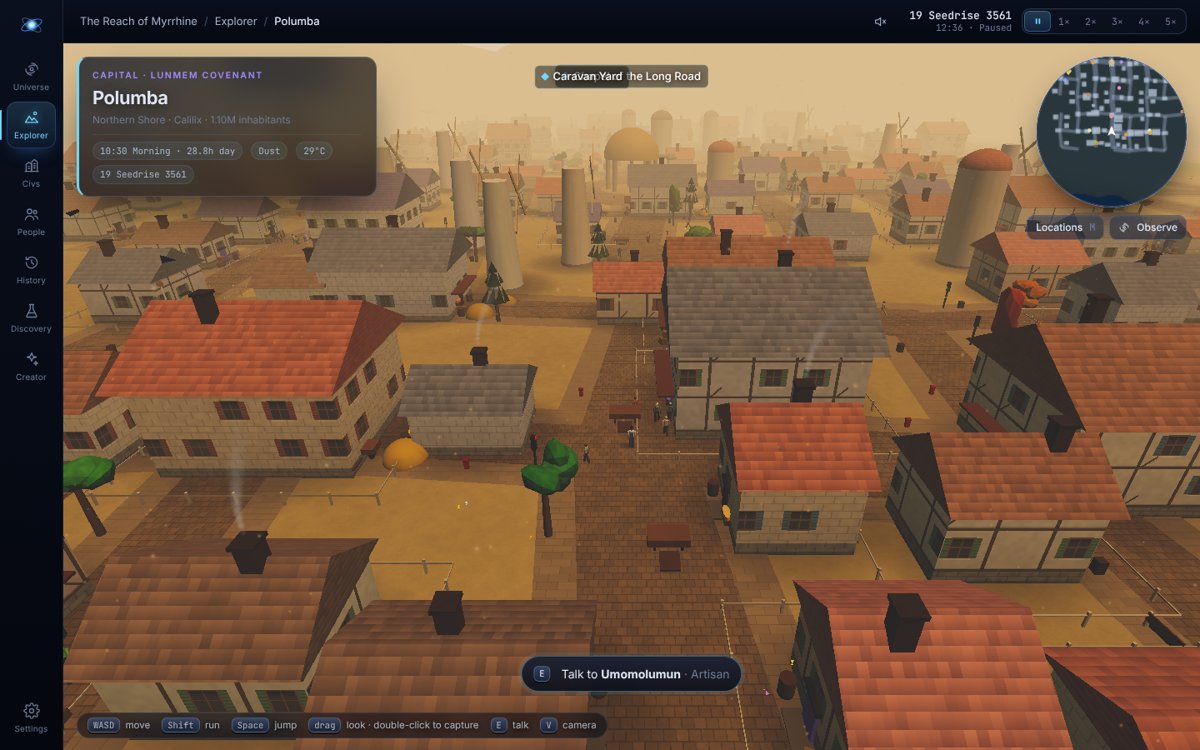 The Reach of Myrrhine / Explorer / Polumba
19 Seedrise 3561
12:36 · Paused
1× 2× 3× 4× 5×
Universe
Explorer
Civs
People
History
Discovery
Creator
Settings
CAPITAL · LUNMEM COVENANT
Polumba
Northern Shore · Calilix · 1.10M inhabitants
10:30 Morning · 28.8h day
Dust
29°C
19 Seedrise 3561
Caravan Yard
the Long Road
Locations M
Observe
E Talk to Umomolumun · Artisan
WASD move Shift run Space jump drag look · double-click to capture E talk V camera